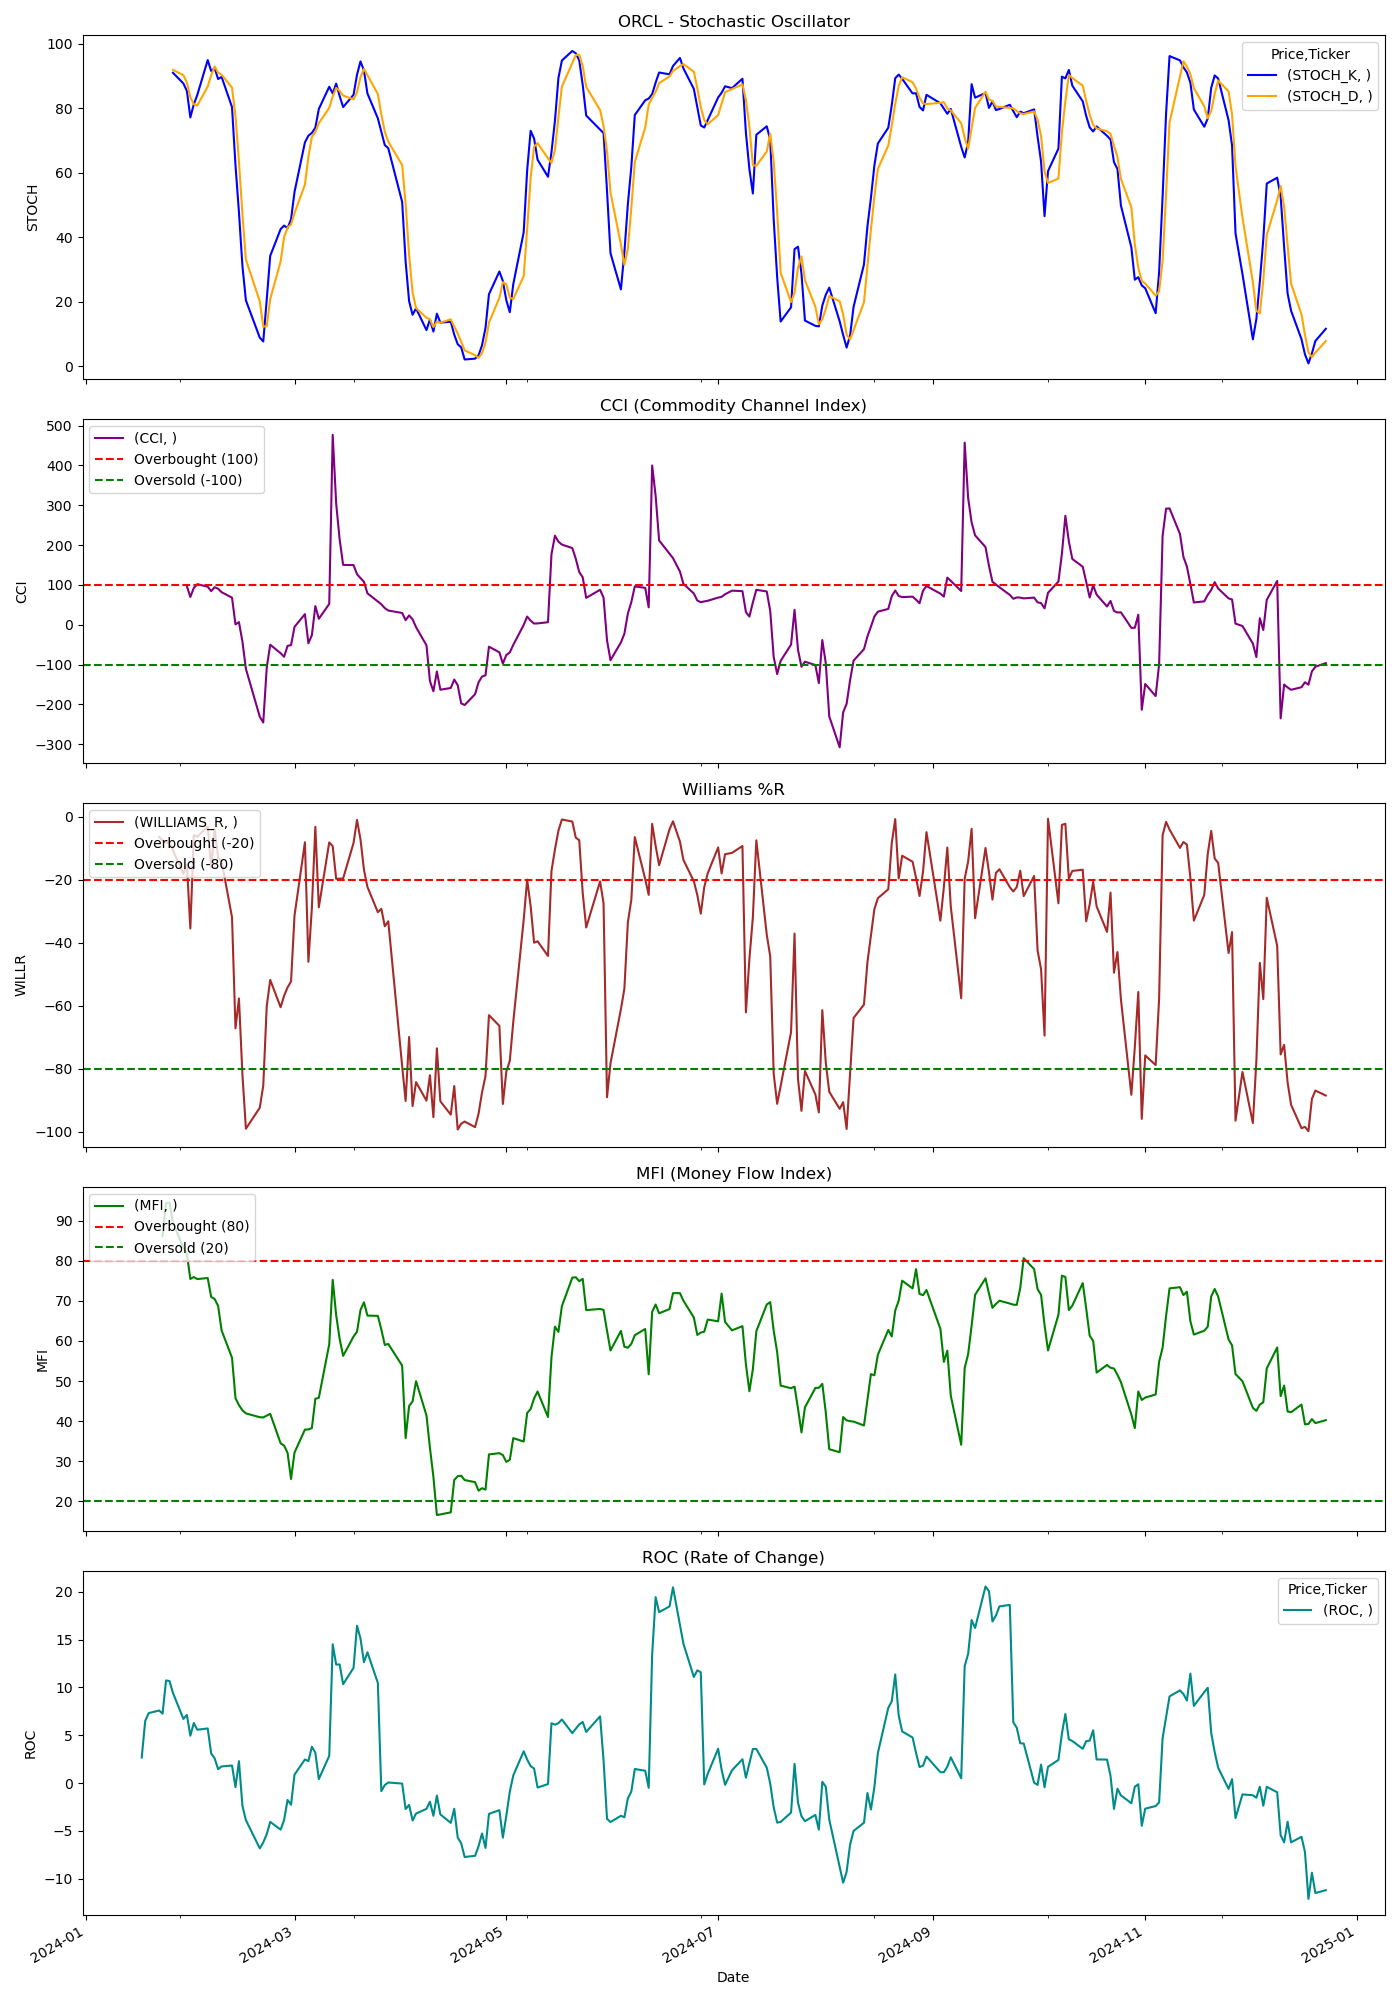 ORCL - Stochastic Oscillator
100
80
60
40
20
0
STOCH
Price,Ticker
(STOCH_K, )
(STOCH_D, )
CCI (Commodity Channel Index)
500
400
300
200
100
0
−100
−200
−300
CCI
(CCI, )
Overbought (100)
Oversold (-100)
Williams %R
0
−20
−40
−60
−80
−100
WILLR
(WILLIAMS_R, )
Overbought (-20)
Oversold (-80)
MFI (Money Flow Index)
90
80
70
60
50
40
30
20
MFI
(MFI, )
Overbought (80)
Oversold (20)
ROC (Rate of Change)
20
15
10
5
0
−5
−10
ROC
Price,Ticker
(ROC, )
2024-01
2024-03
2024-05
2024-07
2024-09
2024-11
2025-01
Date